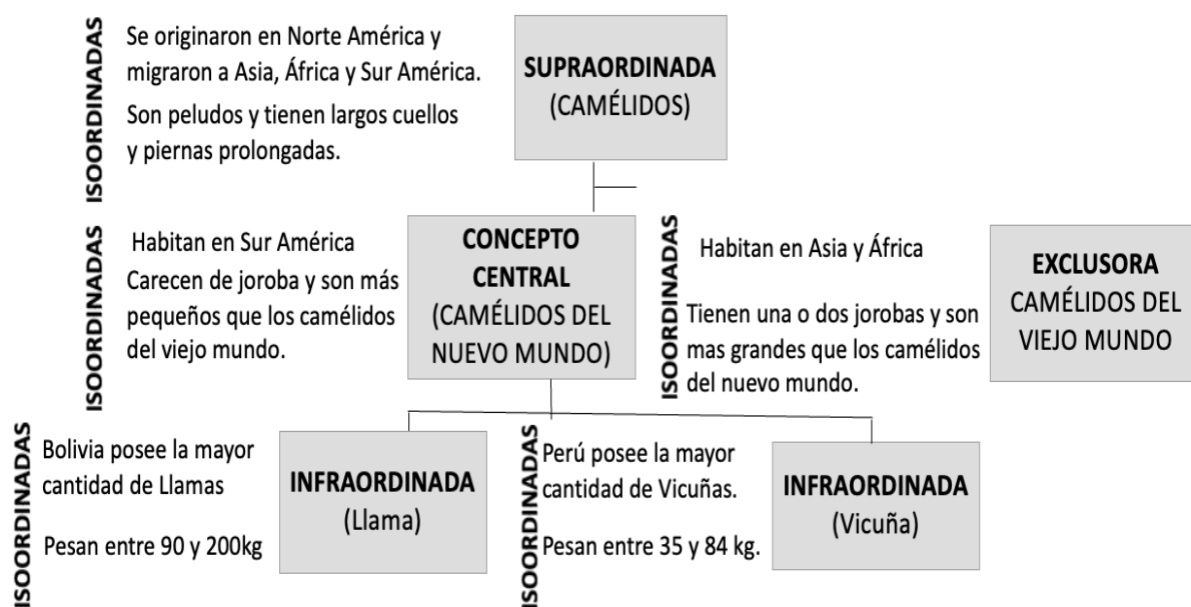 ISOORDINADAS
Se originaron en Norte América y
migraron a Asia, África y Sur América.
Son peludos y tienen largos cuellos
y piernas prolongadas.
SUPRAORDINADA
(CAMÉLIDOS)
ISOORDINADAS
Habitan en Sur América
Carecen de joroba y son más
pequeños que los camélidos
del viejo mundo.
CONCEPTO
CENTRAL
(CAMÉLIDOS DEL
NUEVO MUNDO)
ISOORDINADAS
Habitan en Asia y África
Tienen una o dos jorobas y son
mas grandes que los camélidos
del nuevo mundo.
EXCLUSORA
CAMÉLIDOS DEL
VIEJO MUNDO
ISOORDINADAS
Bolivia posee la mayor
cantidad de Llamas
Pesan entre 90 y 200kg
INFRAORDINADA
(Llama)
ISOORDINADAS
Perú posee la mayor
cantidad de Vicuñas.
Pesan entre 35 y 84 kg.
INFRAORDINADA
(Vicuña)